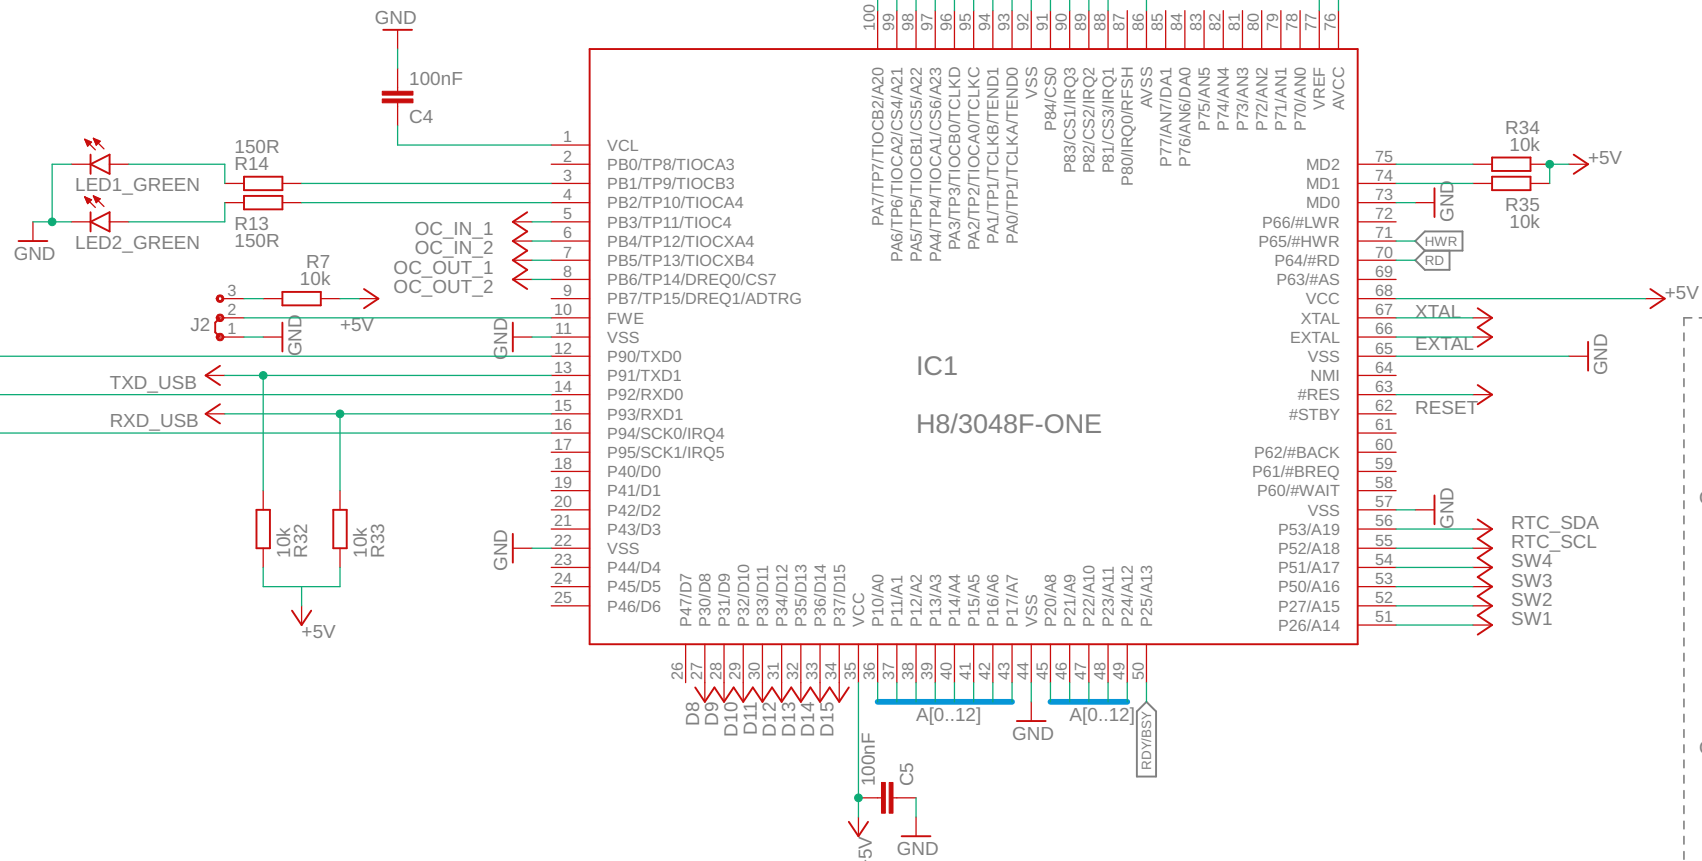 GND
100nF
C4
150R
R14
LED1_GREEN
LED2_GREEN
R13
150R
GND
R7
10k
3
2
1
J2
GND
+5V
OC_IN_1
OC_IN_2
OC_OUT_1
OC_OUT_2
GND
TXD_USB
RXD_USB
10k
R32
10k
R33
+5V
GND
1 VCL
2 PB0/TP8/TIOCA3
3 PB1/TP9/TIOCB3
4 PB2/TP10/TIOCA4
5 PB3/TP11/TIOC4
6 PB4/TP12/TIOCXA4
7 PB5/TP13/TIOCXB4
8 PB6/TP14/DREQ0/CS7
9 PB7/TP15/DREQ1/ADTRG
10 FWE
11 VSS
12 P90/TXD0
13 P91/TXD1
14 P92/RXD0
15 P93/RXD1
16 P94/SCK0/IRQ4
17 P95/SCK1/IRQ5
18 P40/D0
19 P41/D1
20 P42/D2
21 P43/D3
22 VSS
23 P44/D4
24 P45/D5
25 P46/D6
100 PA7/TP7/TIOCB2/A20
99 PA6/TP6/TIOCA2/CS4/A21
98 PA5/TP5/TIOCB1/CS5/A22
97 PA4/TP4/TIOCA1/CS6/A23
96 PA3/TP3/TIOCB0/TCLKD
95 PA2/TP2/TIOCA0/TCLKC
94 PA1/TP1/TCLKB/TEND1
93 PA0/TP1/TCLKA/TEND0
92 VSS
91 P84/CS0
90 P83/CS1/IRQ3
89 P82/CS2/IRQ2
88 P81/CS3/IRQ1
87 P80/IRQ0/RFSH
86 AVSS
85 P77/AN7/DA1
84 P76/AN6/DA0
83 P75/AN5
82 P74/AN4
81 P73/AN3
80 P72/AN2
79 P71/AN1
78 P70/AN0
77 VREF
76 AVCC
IC1
H8/3048F-ONE
MD2 75
MD1 74
MD0 73
P66/#LWR 72
P65/#HWR 71
P64/#RD 70
P63/#AS 69
VCC 68
XTAL 67
EXTAL 66
VSS 65
NMI 64
#RES 63
#STBY 62
61
P62/#BACK 60
P61/#BREQ 59
P60/#WAIT 58
VSS 57
P53/A19 56
P52/A18 55
P51/A17 54
P50/A16 53
P27/A15 52
P26/A14 51
R34
10k
+5V
R35
10k
GND
HWR
RD
+5V
XTAL
EXTAL
GND
RESET
GND
RTC_SDA
RTC_SCL
SW4
SW3
SW2
SW1
P47/D7 26
P30/D8 27
P31/D9 28
P32/D10 29
P33/D11 30
P34/D12 31
P35/D13 32
P36/D14 33
P37/D15 34
VCC 35
P10/A0 36
P11/A1 37
P12/A2 38
P13/A3 39
P14/A4 40
P15/A5 41
P16/A6 42
P17/A7 43
VSS 44
P20/A8 45
P21/A9 46
P22/A10 47
P23/A11 48
P24/A12 49
P25/A13 50
D8
D9
D10
D11
D12
D13
D14
D15
A[0..12]
A[0..12]
GND
RDY/BSY
100nF
C5
5V
GND